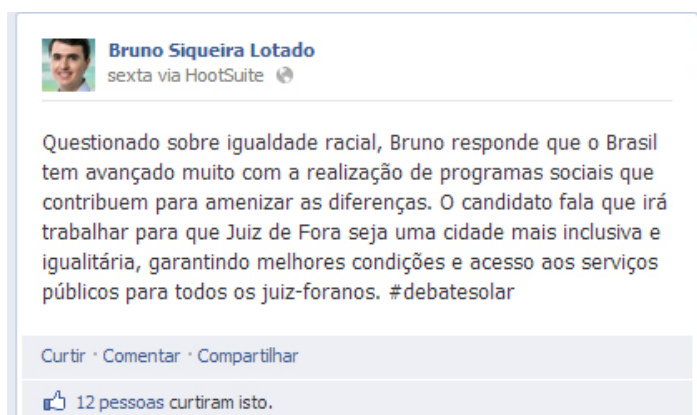 Bruno Siqueira Lotado
sexta via HootSuite
Questionado sobre igualdade racial, Bruno responde que o Brasil
tem avançado muito com a realização de programas sociais que
contribuem para amenizar as diferenças. O candidato fala que irá
trabalhar para que Juiz de Fora seja uma cidade mais inclusiva e
igualitária, garantindo melhores condições e acesso aos serviços
públicos para todos os juiz-foranos. #debatesolar
Curtir · Comentar · Compartilhar
12 pessoas curtiram isto.